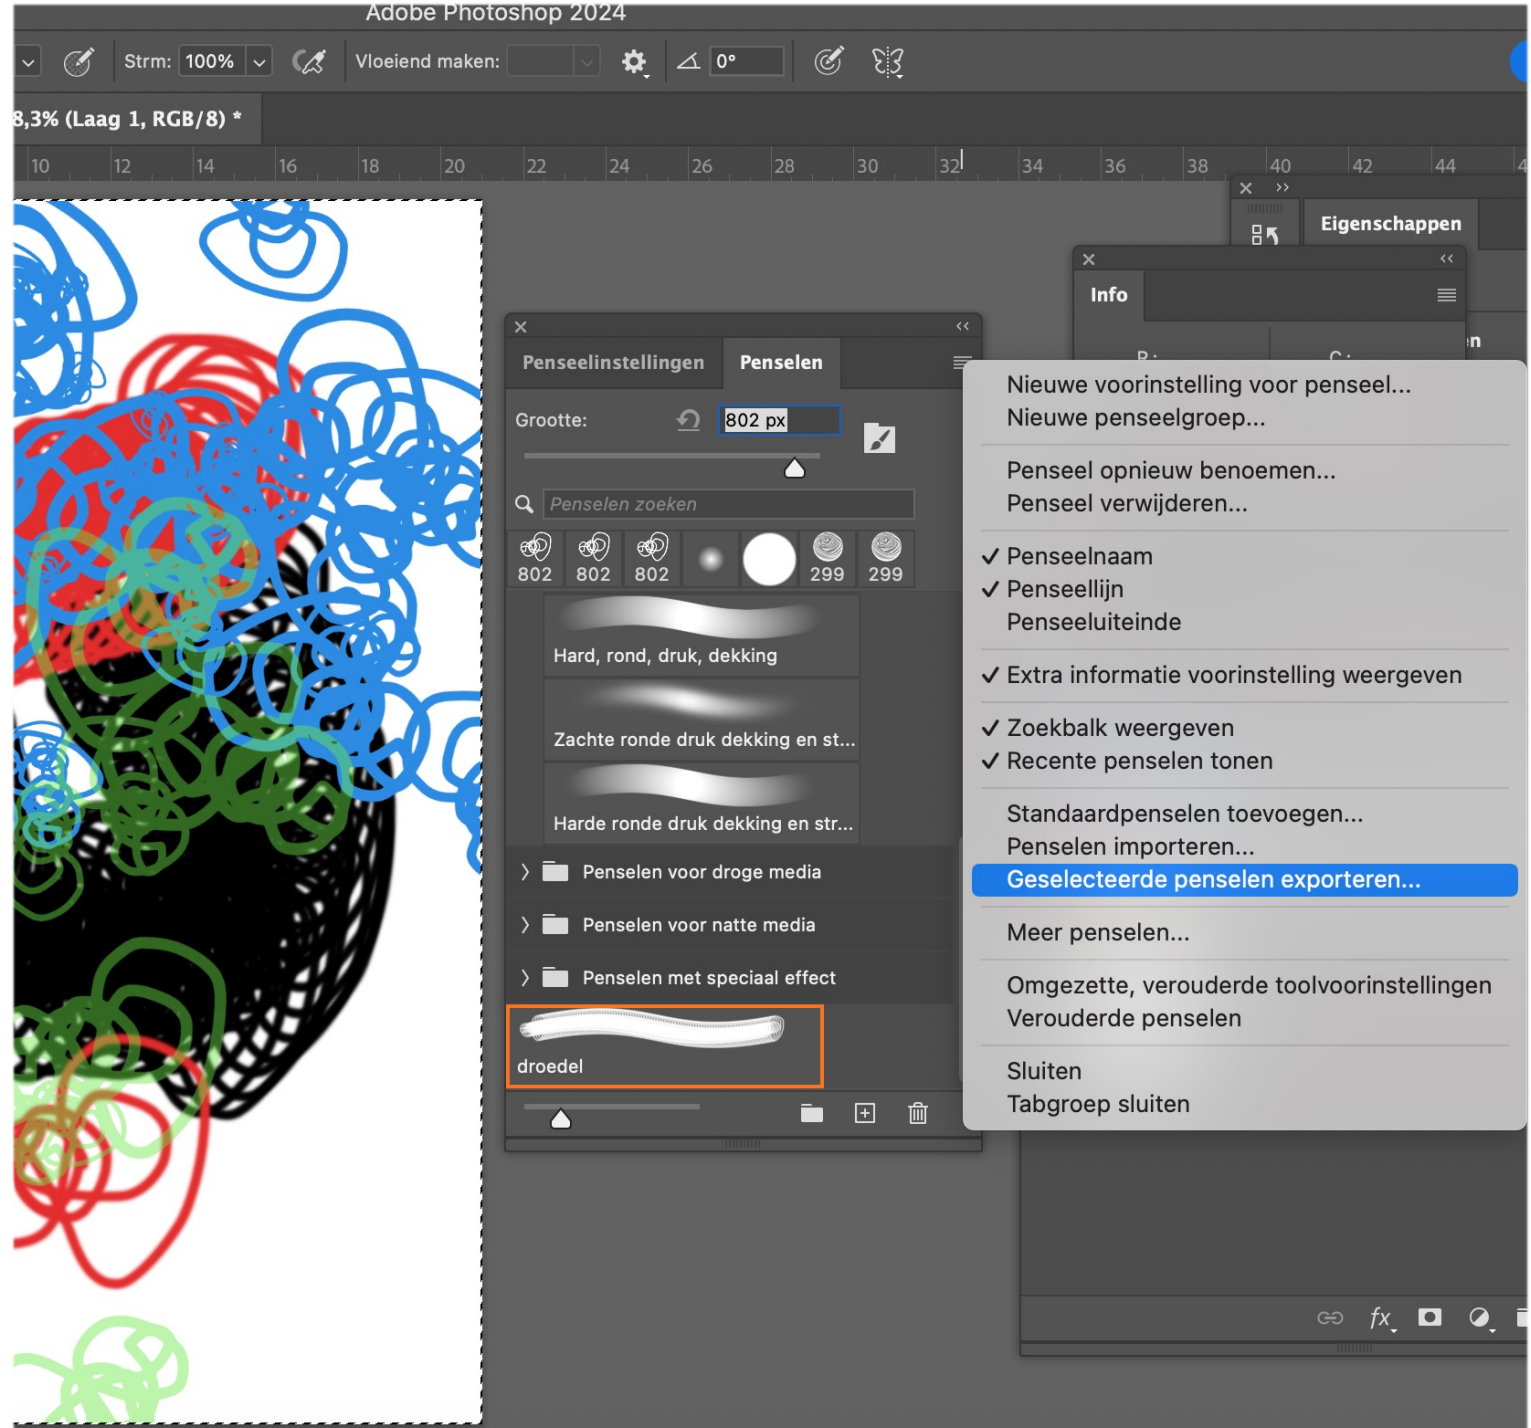 Adobe Photoshop 2024
Strm: 100% Vloeiend maken: 0°
8,3% (Laag 1, RGB/8) *
10 12 14 16 18 20 22 24 26 28 30 32 34 36 38 40 42 44 4
Eigenschappen
Info
Penseelinstellingen Penselen
Grootte: 802 px
Penselen zoeken
802 802 802 299 299
Hard, rond, druk, dekking
Zachte ronde druk dekking en st...
Harde ronde druk dekking en str...
Penselen voor droge media
Penselen voor natte media
Penselen met speciaal effect
droedel
Nieuwe voorinstelling voor penseel...
Nieuwe penseelgroep...
Penseel opnieuw benoemen...
Penseel verwijderen...
✓ Penseelnaam
✓ Penseellijn
Penseeluiteinde
✓ Extra informatie voorinstelling weergeven
✓ Zoekbalk weergeven
✓ Recente penselen tonen
Standaardpenselen toevoegen...
Penselen importeren...
Geselecteerde penselen exporteren...
Meer penselen...
Omgezette, verouderde toolvoorinstellingen
Verouderde penselen
Sluiten
Tabgroep sluiten
fx